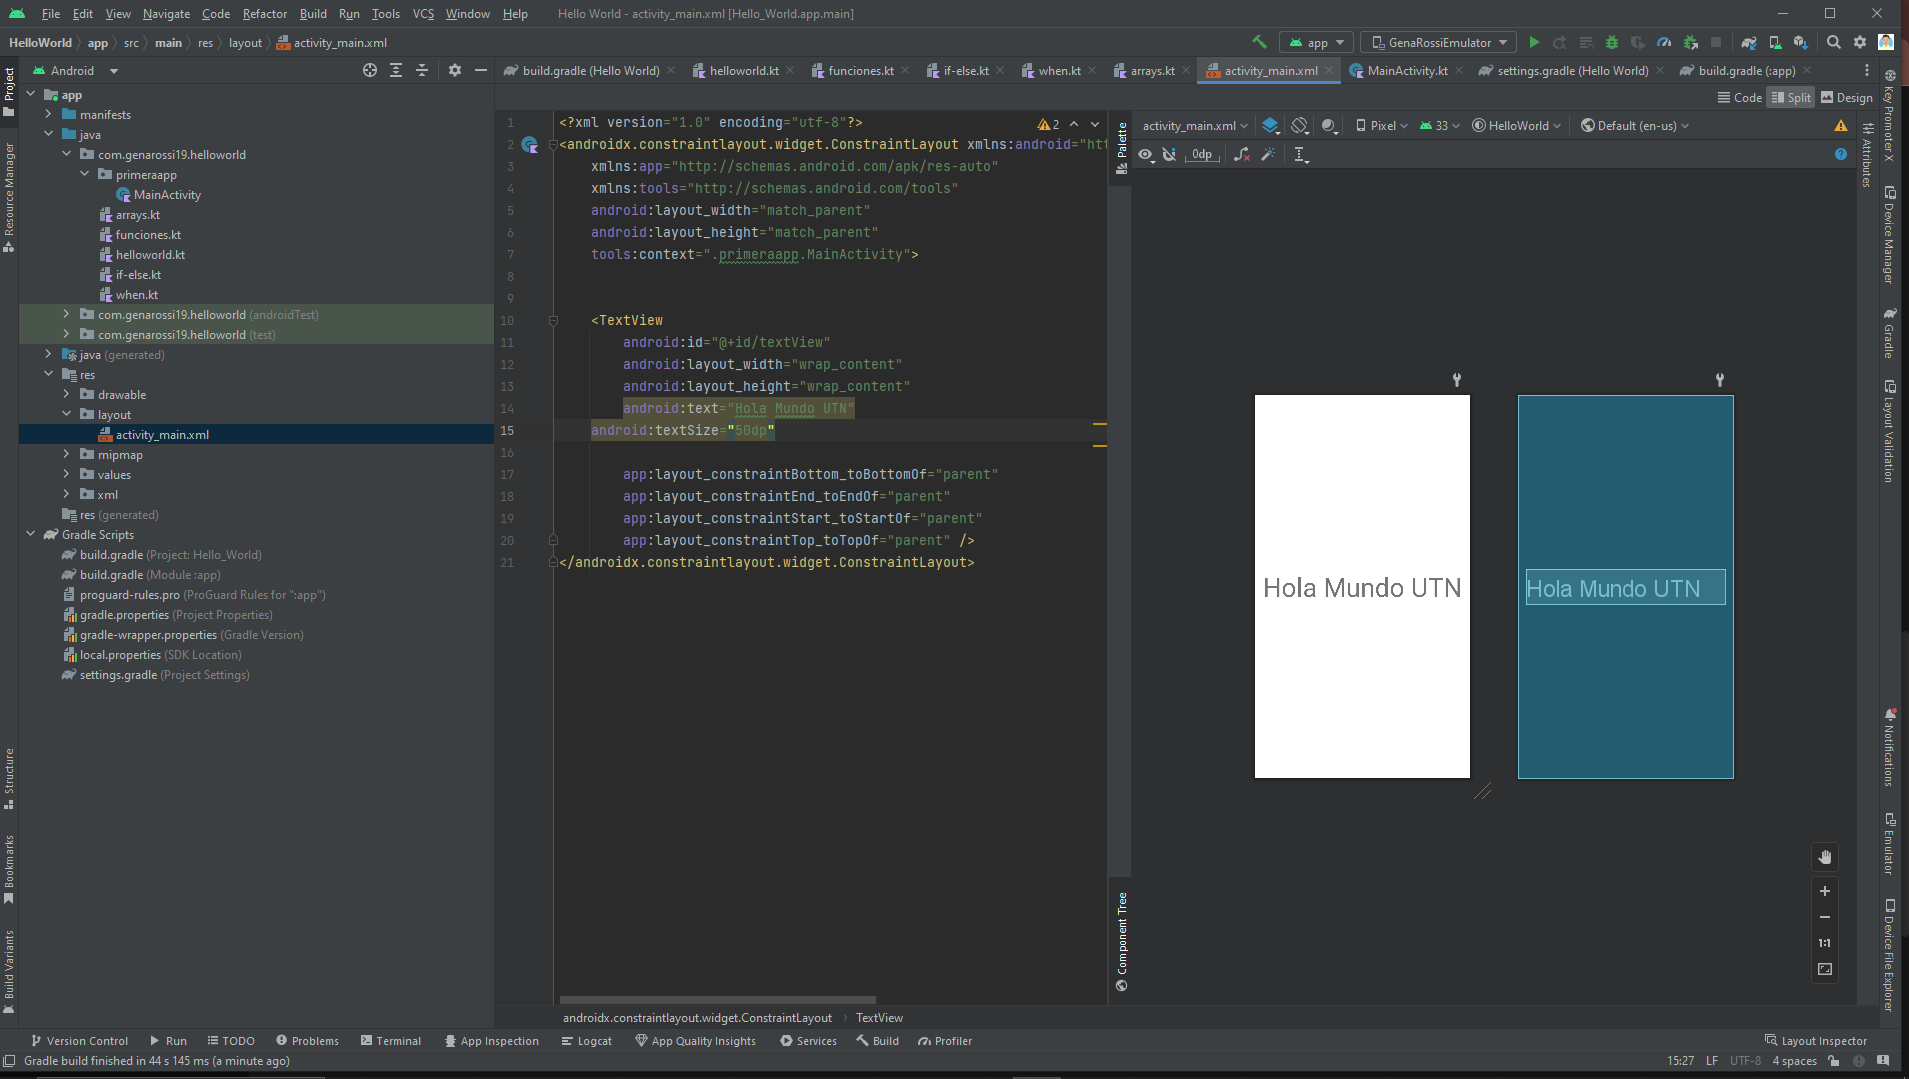 File Edit View Navigate Code Refactor Build Run Tools VCS Window Help Hello World - activity_main.xml [Hello_World.app.main]
HelloWorld app src main res layout activity_main.xml app GenaRossiEmulator
Android
build.gradle (Hello World) helloworld.kt funciones.kt if-else.kt when.kt arrays.kt activity_main.xml MainActivity.kt settings.gradle (Hello World) build.gradle (:app)
Code Split Design
Project
Resource Manager
Structure
Bookmarks
Build Variants
app
manifests
java
com.genarossi19.helloworld
primeraapp
MainActivity
arrays.kt
funciones.kt
helloworld.kt
if-else.kt
when.kt
com.genarossi19.helloworld (androidTest)
com.genarossi19.helloworld (test)
java (generated)
res
drawable
layout
activity_main.xml
mipmap
values
xml
res (generated)
Gradle Scripts
build.gradle (Project: Hello_World)
build.gradle (Module :app)
proguard-rules.pro (ProGuard Rules for ":app")
gradle.properties (Project Properties)
gradle-wrapper.properties (Gradle Version)
local.properties (SDK Location)
settings.gradle (Project Settings)
1 <?xml version="1.0" encoding="utf-8"?> 2
2 <androidx.constraintlayout.widget.ConstraintLayout xmlns:android="htt
3 xmlns:app="http://schemas.android.com/apk/res-auto"
4 xmlns:tools="http://schemas.android.com/tools"
5 android:layout_width="match_parent"
6 android:layout_height="match_parent"
7 tools:context=".primeraapp.MainActivity">
8
9
10 <TextView
11 android:id="@+id/textView"
12 android:layout_width="wrap_content"
13 android:layout_height="wrap_content"
14 android:text="Hola Mundo UTN"
15 android:textSize="50dp"
16
17 app:layout_constraintBottom_toBottomOf="parent"
18 app:layout_constraintEnd_toEndOf="parent"
19 app:layout_constraintStart_toStartOf="parent"
20 app:layout_constraintTop_toTopOf="parent" />
21 </androidx.constraintlayout.widget.ConstraintLayout>
androidx.constraintlayout.widget.ConstraintLayout TextView
Palette
Component Tree
activity_main.xml Pixel 33 HelloWorld Default (en-us)
0dp
Hola Mundo UTN
Hola Mundo UTN
1:1
Attributes
Key Promoter X
Device Manager
Gradle
Layout Validation
Notifications
Emulator
Device File Explorer
Version Control Run TODO Problems Terminal App Inspection Logcat App Quality Insights Services Build Profiler Layout Inspector
Gradle build finished in 44 s 145 ms (a minute ago) 15:27 LF UTF-8 4 spaces